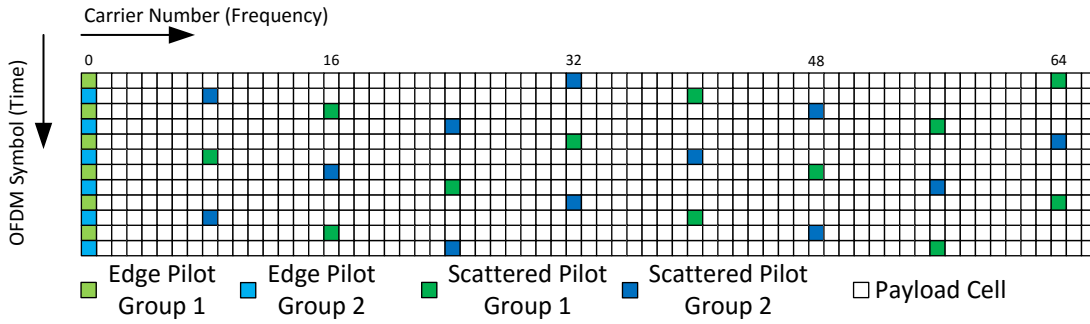 Carrier Number (Frequency)
0 16 32 48 64
OFDM Symbol (Time)
Edge Pilot
Group 1
Edge Pilot
Group 2
Scattered Pilot
Group 1
Scattered Pilot
Group 2
Payload Cell